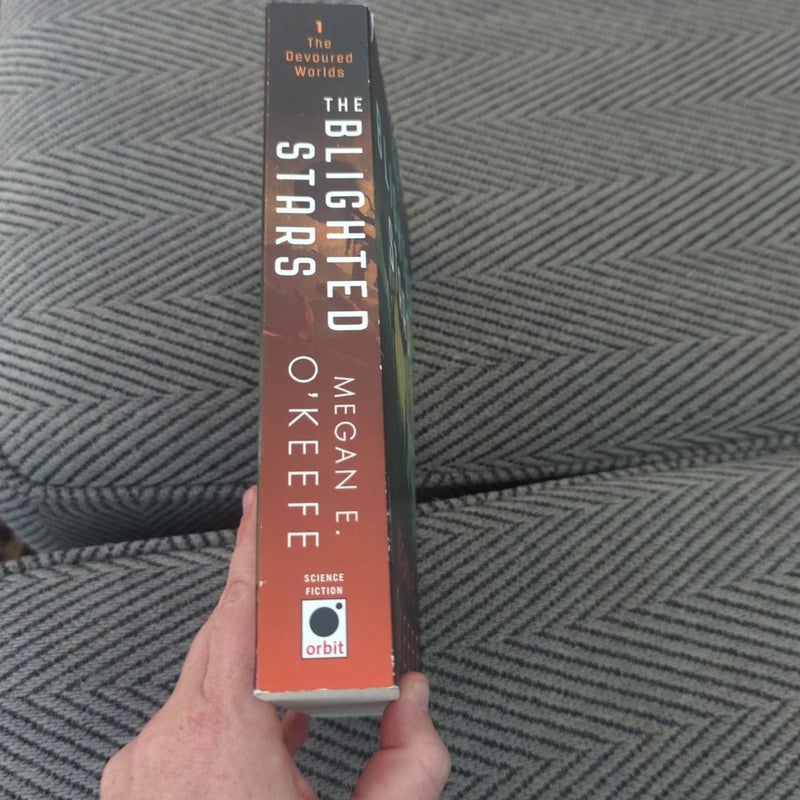 1
The
Devoured
Worlds
THE BLIGHTED
STARS
MEGAN E.
O'KEEFE
SCIENCE
FICTION
orbit